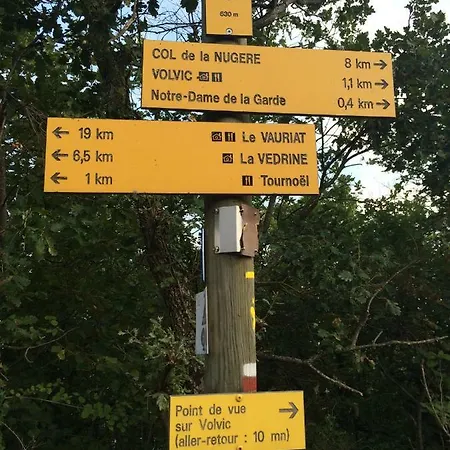 630 m
COL de la NUGERE 8 km →
VOLVIC 1,1 km →
Notre-Dame de la Garde 0,4 km →
← 19 km Le VAURIAT
← 6,5 km La VEDRINE
← 1 km Tournoël
Point de vue →
sur Volvic
(aller-retour : 10 mn)